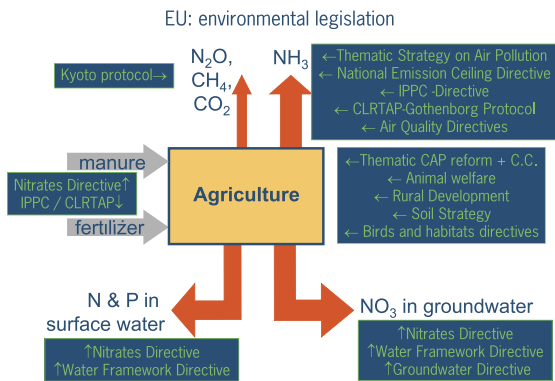 EU: environmental legislation
Kyoto protocol→
N₂O,
CH₄,
CO₂
NH₃
←Thematic Strategy on Air Pollution
← National Emission Ceiling Directive
← IPPC -Directive
← CLRTAP-Gothenborg Protocol
← Air Quality Directives
manure
Nitrates Directive↑
IPPC / CLRTAP↓
fertilizer
Agriculture
←Thematic CAP reform + C.C.
← Animal welfare
← Rural Development
← Soil Strategy
← Birds and habitats directives
N & P in
surface water
↑Nitrates Directive
↑Water Framework Directive
NO₃ in groundwater
↑Nitrates Directive
↑Water Framework Directive
↑Groundwater Directive